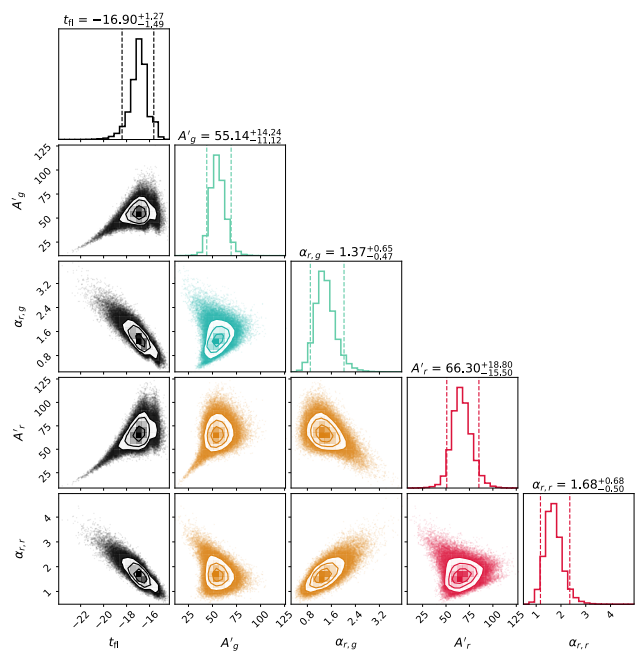 t_fl = −16.90^{+1.27}_{−1.49}
A′_g = 55.14^{+14.24}_{−11.12}
125
100
75
50
25
A′_g
α_{r,g} = 1.37^{+0.65}_{−0.47}
3.2
2.4
1.6
0.8
α_{r,g}
A′_r = 66.30^{+18.80}_{−15.50}
125
100
75
50
25
A′_r
α_{r,r} = 1.68^{+0.68}_{−0.50}
4
3
2
1
α_{r,r}
−22 −20 −18 −16
25 50 75 100 125
0.8 1.6 2.4 3.2
25 50 75 100 125
1 2 3 4
t_fl A′_g α_{r,g} A′_r α_{r,r}